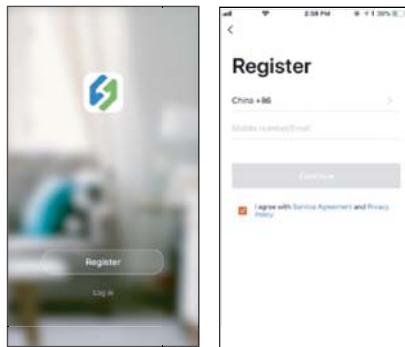 Register
Log in
2:58 PM
Register
China +86
Mobile number/Email
Continue
I agree with Service Agreement and Privacy
Policy